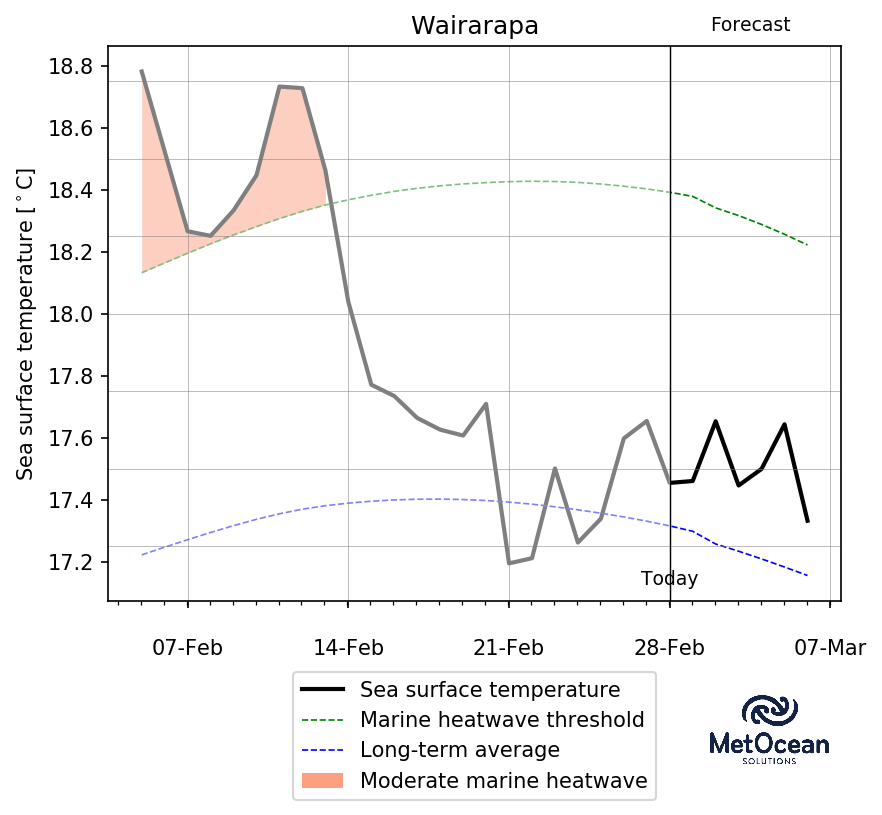 Wairarapa
Forecast
Sea surface temperature [°C]
18.8
18.6
18.4
18.2
18.0
17.8
17.6
17.4
17.2
Today
07-Feb
14-Feb
21-Feb
28-Feb
07-Mar
Sea surface temperature
Marine heatwave threshold
Long-term average
Moderate marine heatwave
MetOcean
SOLUTIONS